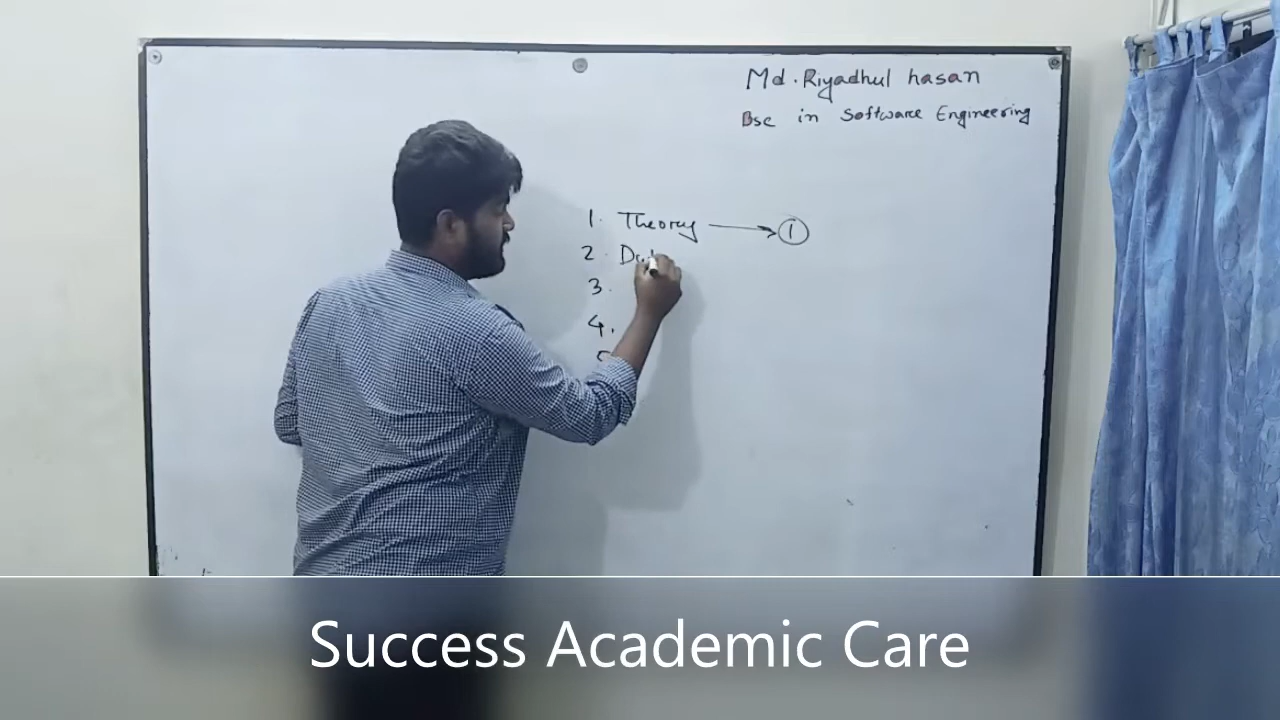 Md. Riyadhul hasan
Bsc in Software Engineering
1. Theory → ①
2.
3.
4.
Success Academic Care